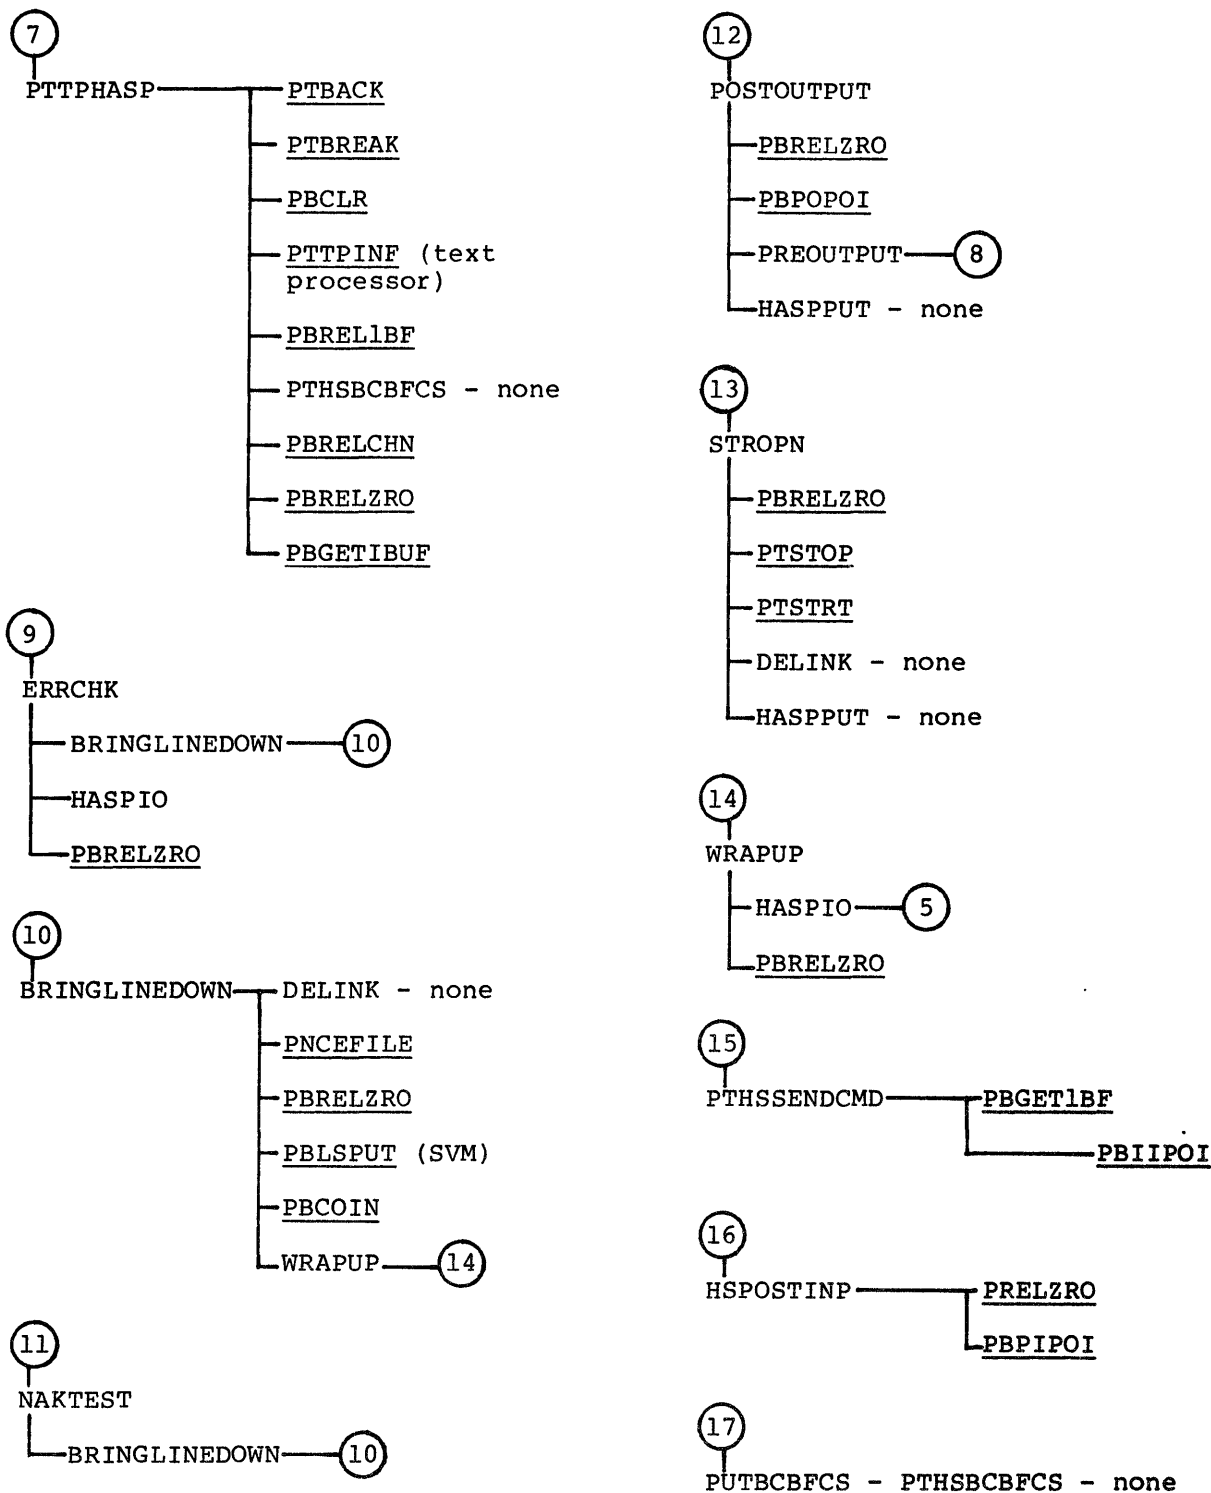 7
PTTPHASP
PTBACK
PTBREAK
PBCLR
PTTPINF (text
processor)
PBREL1BF
PTHSBCBFCS - none
PBRELCHN
PBRELZRO
PBGETIBUF
9
ERRCHK
BRINGLINEDOWN
10
HASPIO
PBRELZRO
10
BRINGLINEDOWN
DELINK - none
PNCEFILE
PBRELZRO
PBLSPUT (SVM)
PBCOIN
WRAPUP
14
11
NAKTEST
BRINGLINEDOWN
10
12
POSTOUTPUT
PBRELZRO
PBPOPOI
PREOUTPUT
8
HASPPUT - none
13
STROPN
PBRELZRO
PTSTOP
PTSTRT
DELINK - none
HASPPUT - none
14
WRAPUP
HASPIO
5
PBRELZRO
15
PTHSSENDCMD
PBGET1BF
PBIIPOI
16
HSPOSTINP
PRELZRO
PBPIPOI
17
PUTBCBFCS - PTHSBCBFCS - none